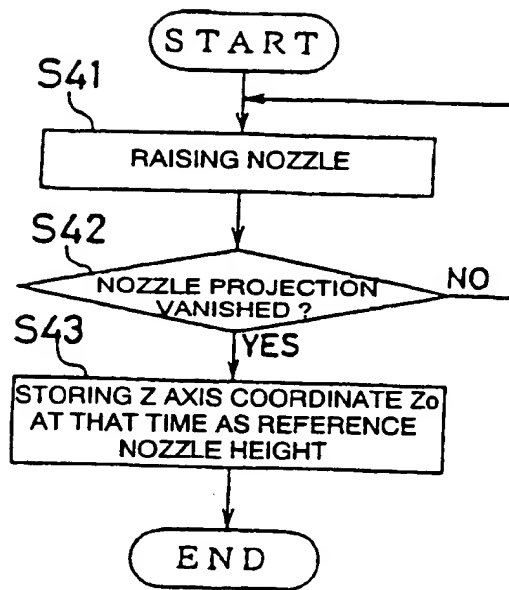 START
S41
RAISING NOZZLE
S42
NOZZLE PROJECTION
VANISHED ?
NO
S43
YES
STORING Z AXIS COORDINATE Zo
AT THAT TIME AS REFERENCE
NOZZLE HEIGHT
END